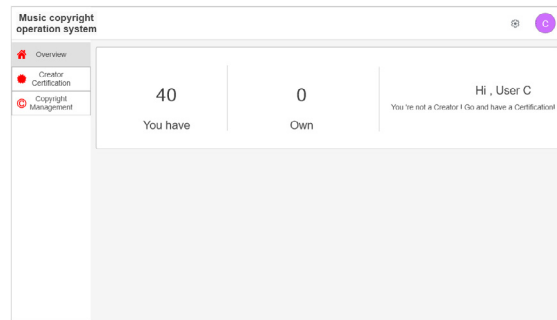 Music copyright
operation system
C
Overview
Creator
Certification
Copyright
Management
40
0
You have
Own
Hi , User C
You 're not a Creator ! Go and have a Certification!